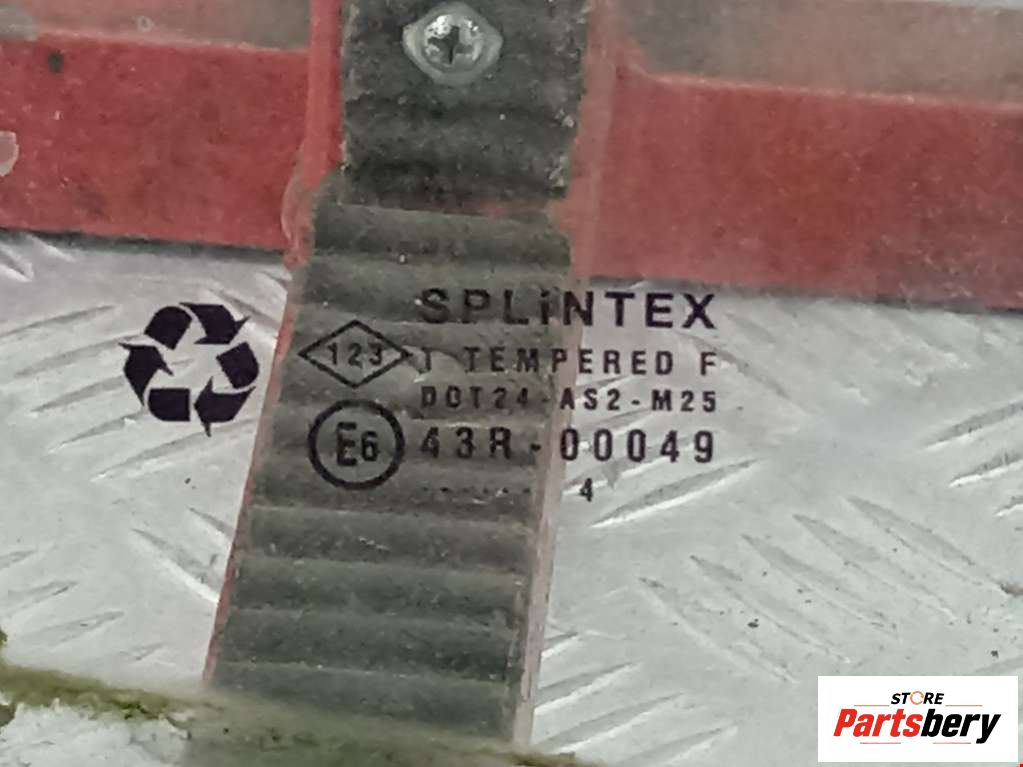 SPLiNTEX
123 T TEMPERED F
DOT24-AS2-M25
E6 43R-00049
4
STORE
Partsbery